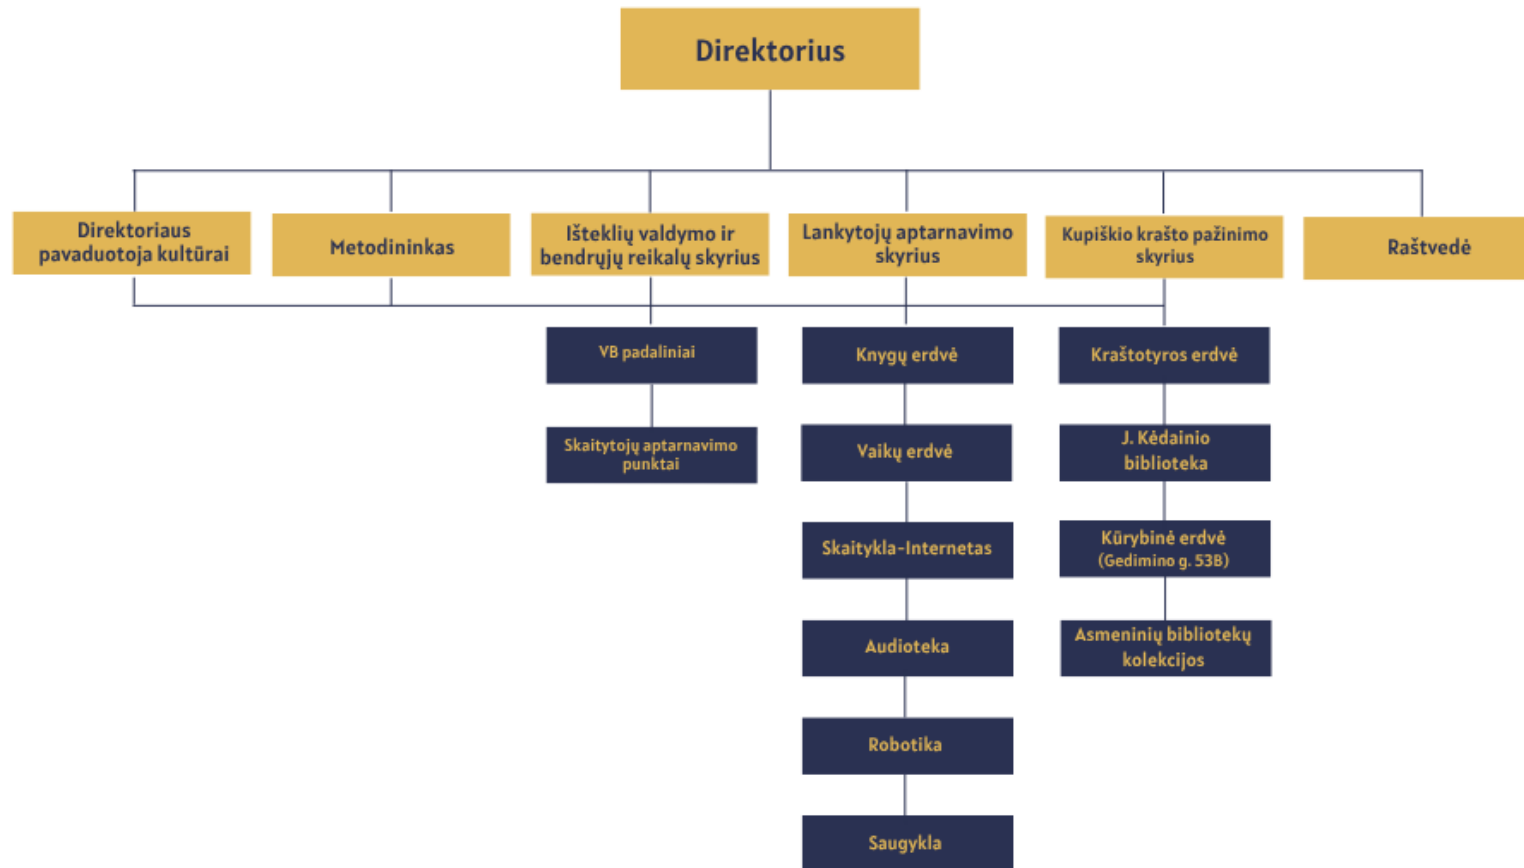 Direktorius
Direktoriaus
pavaduotoja kultūrai
Metodininkas
Išteklių valdymo ir
bendrųjų reikalų skyrius
Lankytojų aptarnavimo
skyrius
Kupiškio krašto pažinimo
skyrius
Raštvedė
VB padaliniai
Skaitytojų aptarnavimo
punktai
Knygų erdvė
Vaikų erdvė
Skaitykla-Internetas
Audioteka
Robotika
Saugykla
Kraštotyros erdvė
J. Kėdainio
biblioteka
Kūrybinė erdvė
(Gedimino g. 53B)
Asmeninių bibliotekų
kolekcijos